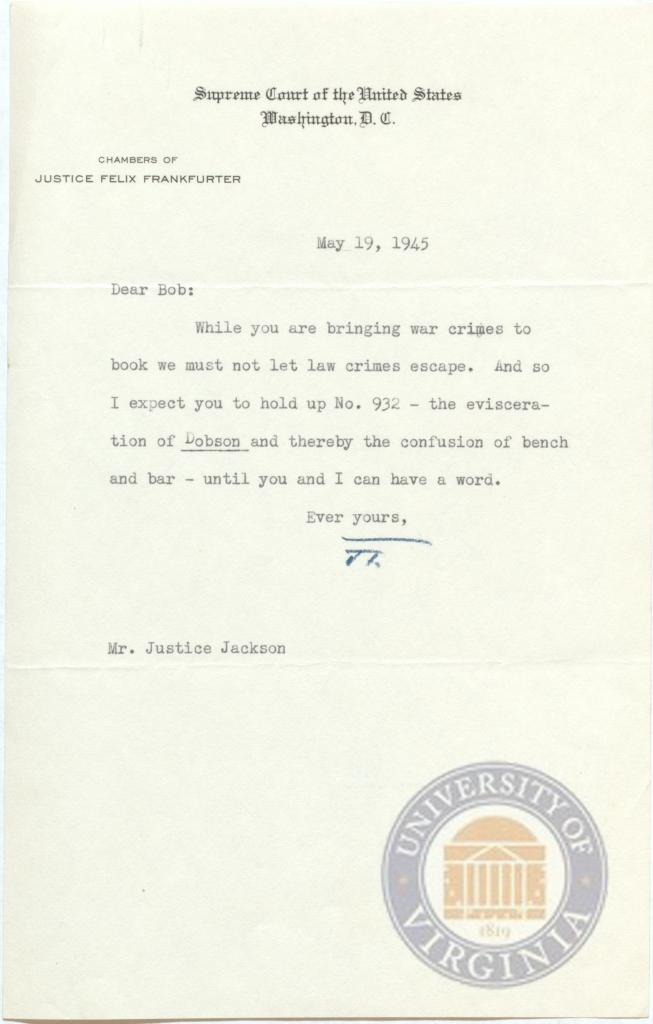 Supreme Court of the United States
Washington, D. C.
CHAMBERS OF
JUSTICE FELIX FRANKFURTER
May 19, 1945
Dear Bob:
While you are bringing war crimes to
book we must not let law crimes escape. And so
I expect you to hold up No. 932 - the eviscera-
tion of Dobson and thereby the confusion of bench
and bar - until you and I can have a word.
Ever yours,
Mr. Justice Jackson
UNIVERSITY OF
VIRGINIA
1819